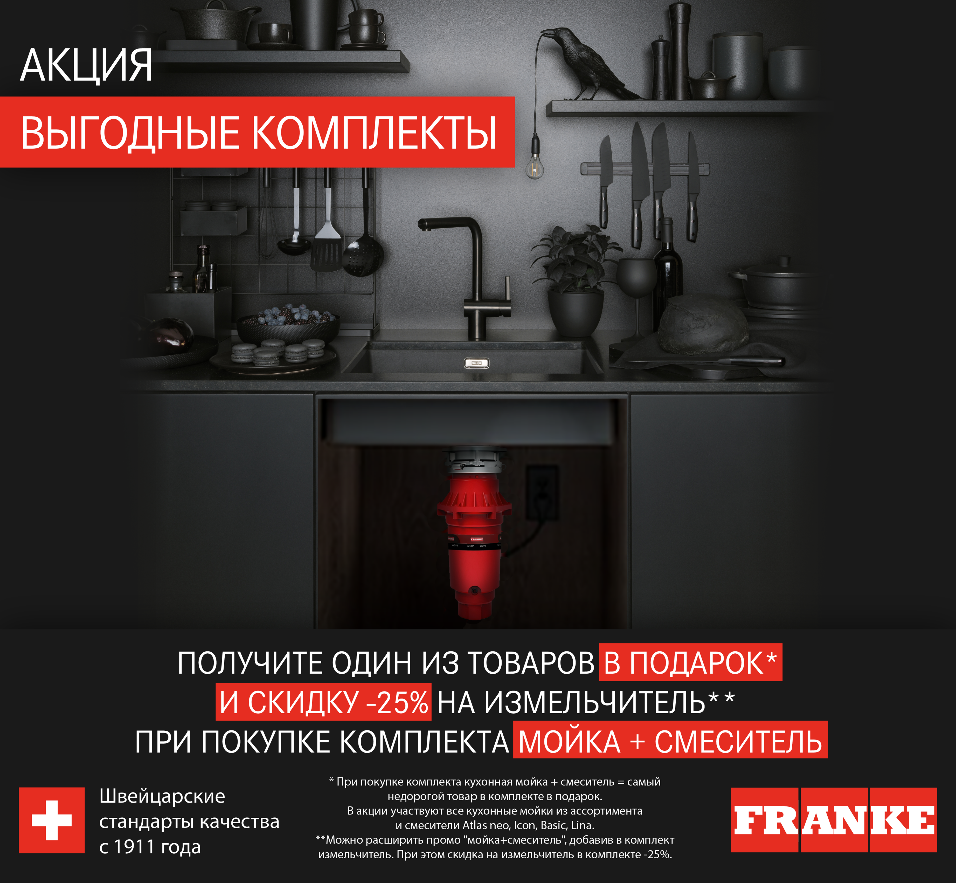 АКЦИЯ
ВЫГОДНЫЕ КОМПЛЕКТЫ
ПОЛУЧИТЕ ОДИН ИЗ ТОВАРОВ В ПОДАРОК*
И СКИДКУ -25% НА ИЗМЕЛЬЧИТЕЛЬ**
ПРИ ПОКУПКЕ КОМПЛЕКТА МОЙКА + СМЕСИТЕЛЬ
* При покупке комплекта кухонная мойка + смеситель = самый
недорогой товар в комплекте в подарок.
В акции участвуют все кухонные мойки из ассортимента
и смесители Atlas neo, Icon, Basic, Lina.
**Можно расширить промо "мойка+смеситель", добавив в комплект
измельчитель. При этом скидка на измельчитель в комплекте -25%.
Швейцарские
стандарты качества
с 1911 года
FRANKE